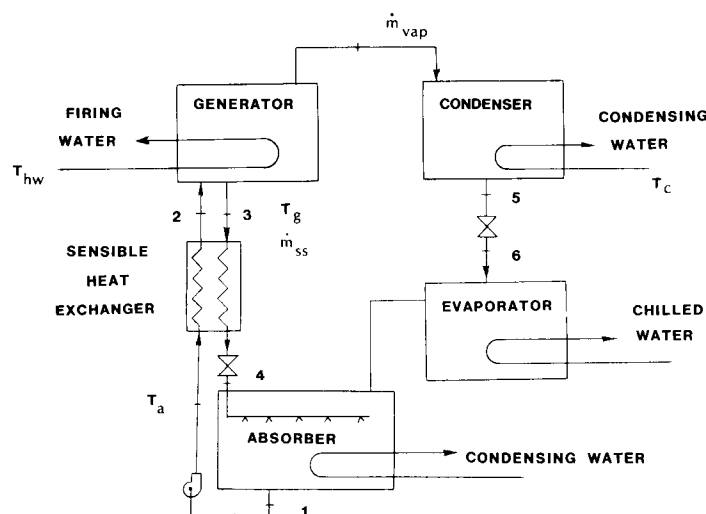 ṁvap
GENERATOR
CONDENSER
FIRING
WATER
CONDENSING
WATER
Thw
Tc
2
3
Tg
ṁss
5
SENSIBLE
HEAT
EXCHANGER
6
EVAPORATOR
CHILLED
WATER
4
Ta
ABSORBER
CONDENSING WATER
1